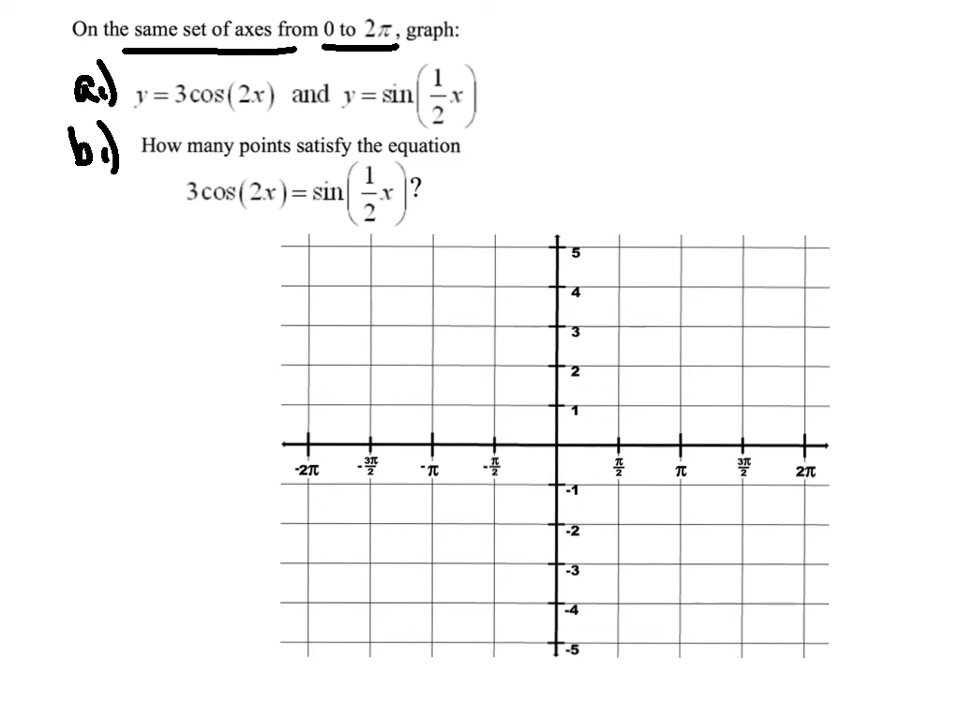 On the same set of axes from 0 to 2π, graph:
a.) y = 3cos(2x) and y = sin(1/2 x)
b.) How many points satisfy the equation
3cos(2x) = sin(1/2 x)?
5
4
3
2
1
-2π -3π/2 -π -π/2 π/2 π 3π/2 2π
-1
-2
-3
-4
-5